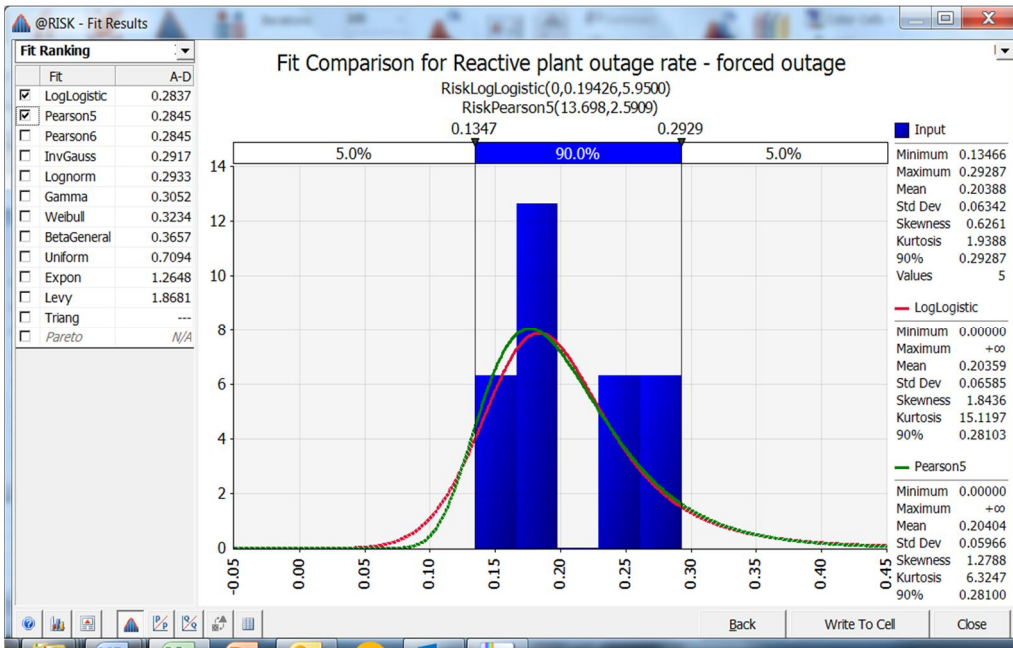 @RISK - Fit Results
Fit Ranking
Fit A-D
LogLogistic 0.2837
Pearson5 0.2845
Pearson6 0.2845
InvGauss 0.2917
Lognorm 0.2933
Gamma 0.3052
Weibull 0.3234
BetaGeneral 0.3657
Uniform 0.7094
Expon 1.2648
Levy 1.8681
Triang ---
Pareto N/A
Fit Comparison for Reactive plant outage rate - forced outage
RiskLogLogistic(0,0.19426,5.9500)
RiskPearson5(13.698,2.5909)
0.1347 0.2929
5.0% 90.0% 5.0%
14
12
10
8
6
4
2
0
-0.05 0.00 0.05 0.10 0.15 0.20 0.25 0.30 0.35 0.40 0.45
Input
Minimum 0.13466
Maximum 0.29287
Mean 0.20388
Std Dev 0.06342
Skewness 0.6261
Kurtosis 1.9388
90% 0.29287
Values 5
LogLogistic
Minimum 0.00000
Maximum +∞
Mean 0.20359
Std Dev 0.06585
Skewness 1.8436
Kurtosis 15.1197
90% 0.28103
Pearson5
Minimum 0.00000
Maximum +∞
Mean 0.20404
Std Dev 0.05966
Skewness 1.2788
Kurtosis 6.3247
90% 0.28100
Back Write To Cell Close